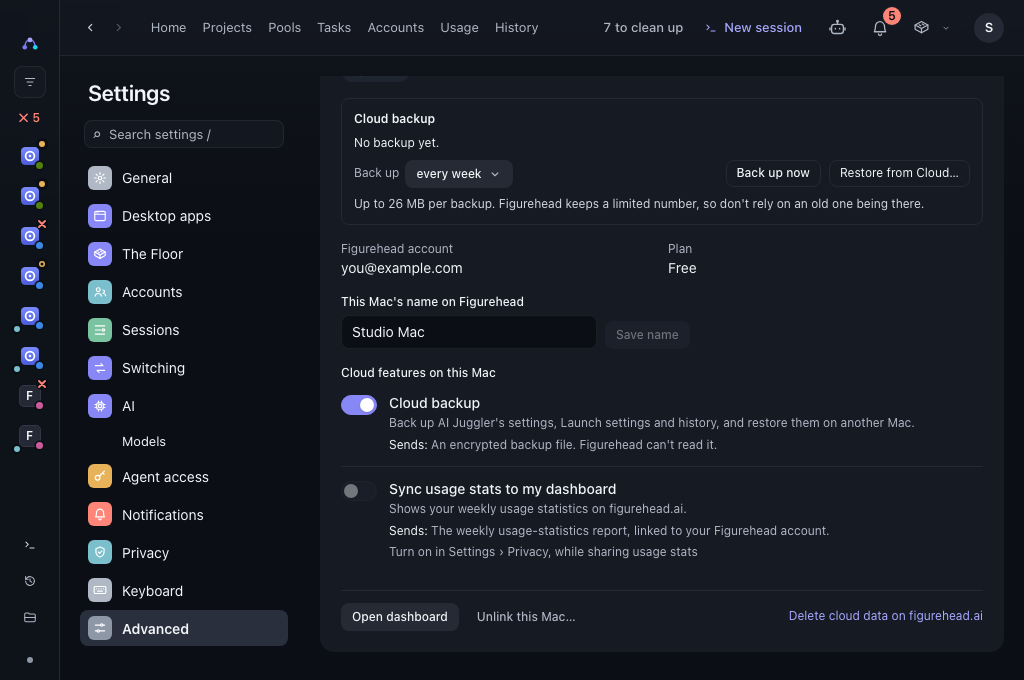 Home Projects Pools Tasks Accounts Usage History 7 to clean up New session 5 S
5
F
F
Settings
Search settings /
General
Desktop apps
The Floor
Accounts
Sessions
Switching
AI
Models
Agent access
Notifications
Privacy
Keyboard
Advanced
Cloud backup
No backup yet.
Back up every week Back up now Restore from Cloud...
Up to 26 MB per backup. Figurehead keeps a limited number, so don't rely on an old one being there.
Figurehead account Plan
you@example.com Free
This Mac's name on Figurehead
Studio Mac Save name
Cloud features on this Mac
Cloud backup
Back up AI Juggler's settings, Launch settings and history, and restore them on another Mac.
Sends: An encrypted backup file. Figurehead can't read it.
Sync usage stats to my dashboard
Shows your weekly usage statistics on figurehead.ai.
Sends: The weekly usage-statistics report, linked to your Figurehead account.
Turn on in Settings › Privacy, while sharing usage stats
Open dashboard Unlink this Mac... Delete cloud data on figurehead.ai